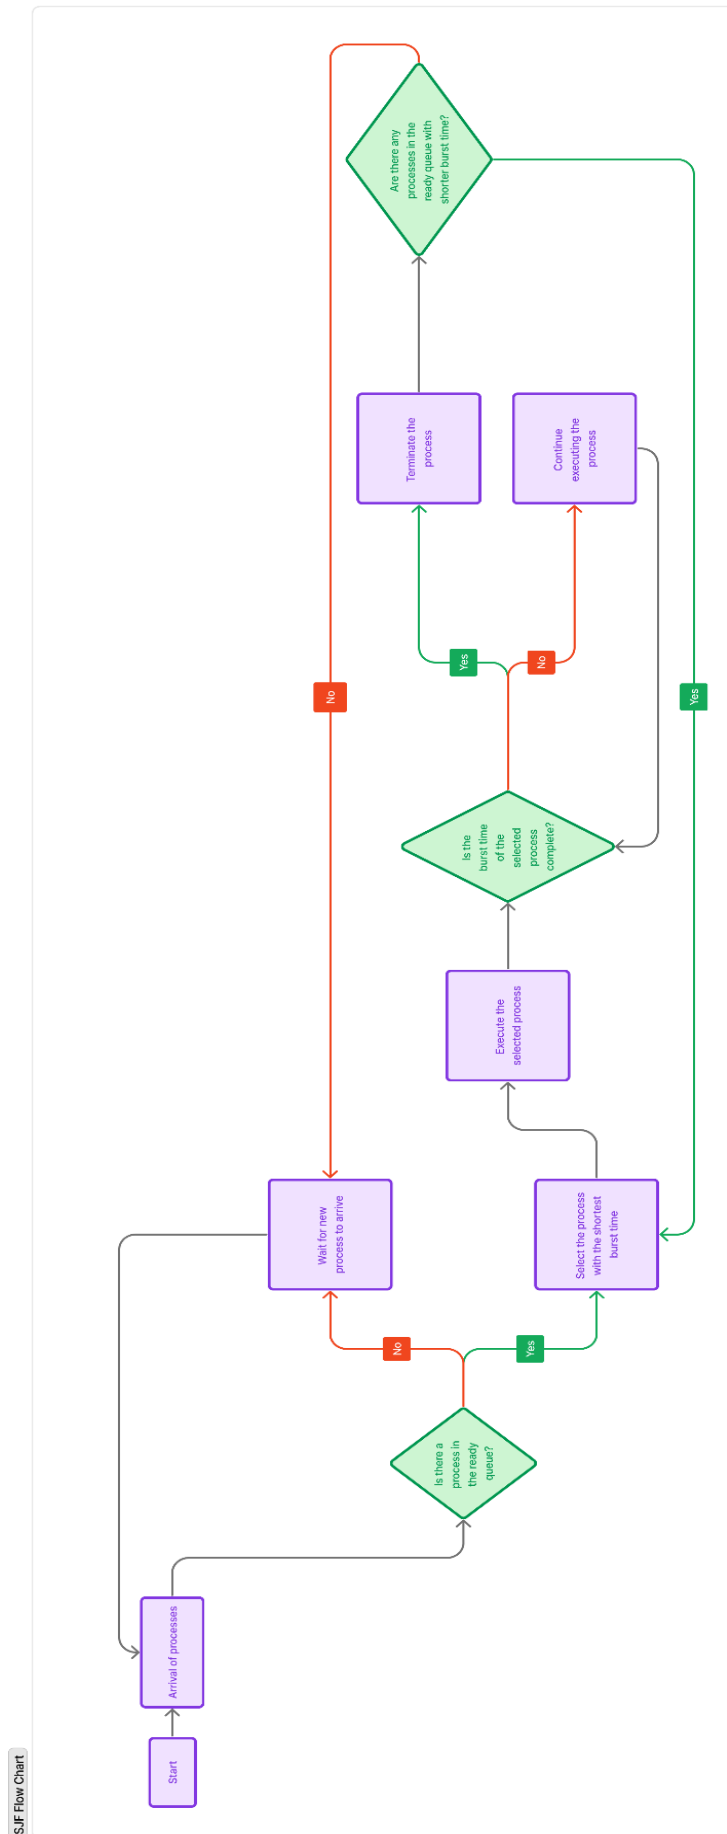 SJF Flow Chart
Start
Arrival of processes
Is there a
process in
the ready
queue?
No
Yes
Wait for new
process to arrive
Select the process
with the shortest
burst time
Execute the
selected process
Is the
burst time
of the
selected
process
complete?
Yes
No
Terminate the
process
Continue
executing the
process
Are there any
processes in the
ready queue with
shorter burst time?
No
Yes